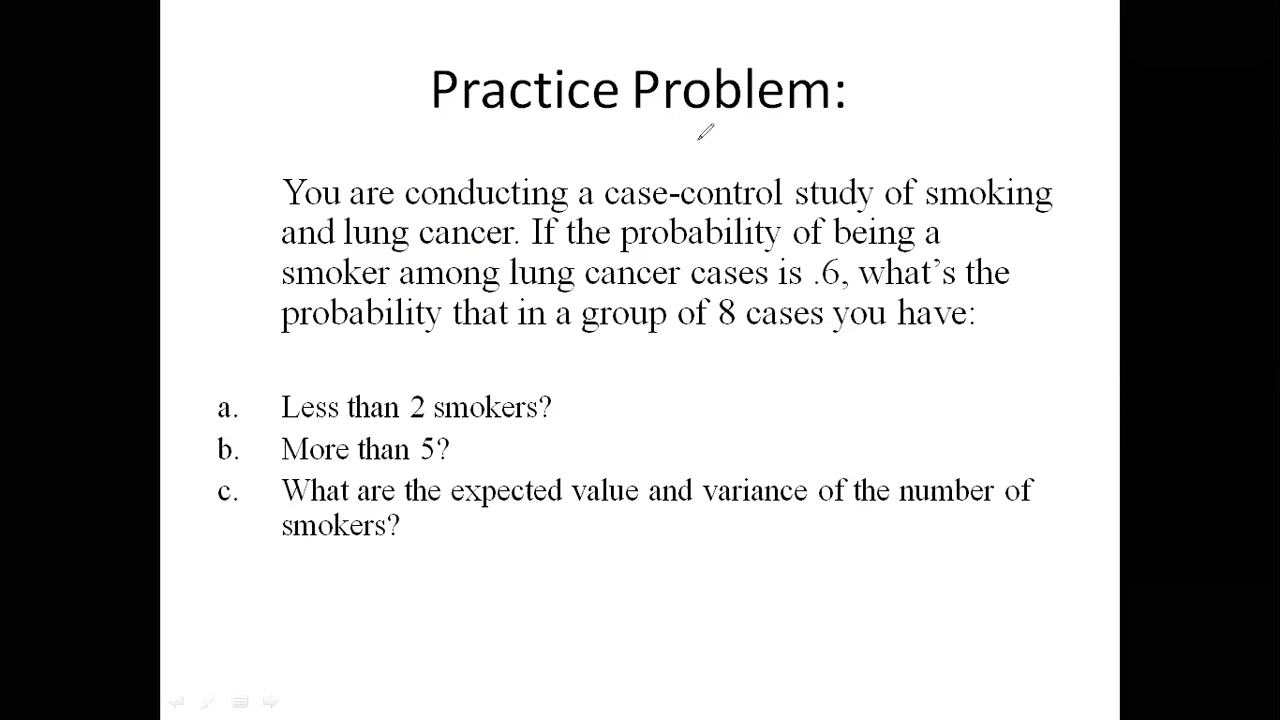 Practice Problem:
You are conducting a case-control study of smoking
and lung cancer. If the probability of being a
smoker among lung cancer cases is .6, what’s the
probability that in a group of 8 cases you have:
a. Less than 2 smokers?
b. More than 5?
c. What are the expected value and variance of the number of
smokers?